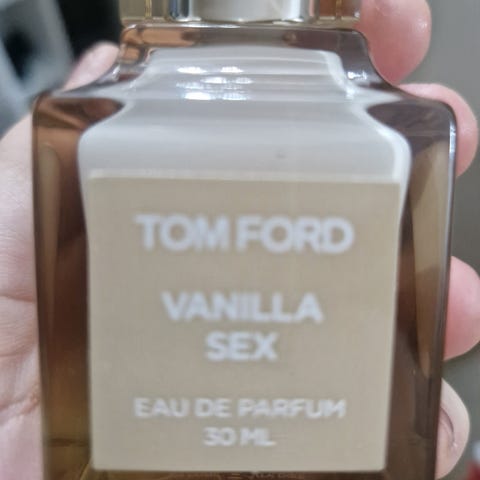 TOM FORD
VANILLA
SEX
EAU DE PARFUM
30 ML